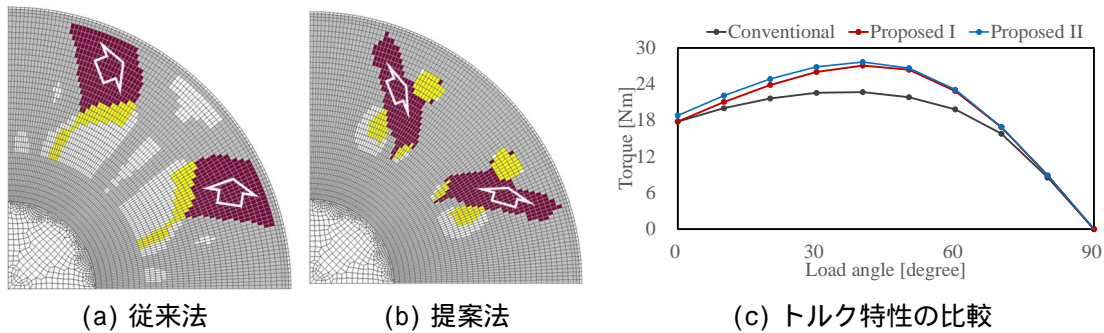 Conventional Proposed I Proposed II
30
24
18
12
6
0
Torque [Nm]
0 30 60 90
Load angle [degree]
(a) 従来法
(b) 提案法
(c) トルク特性の比較